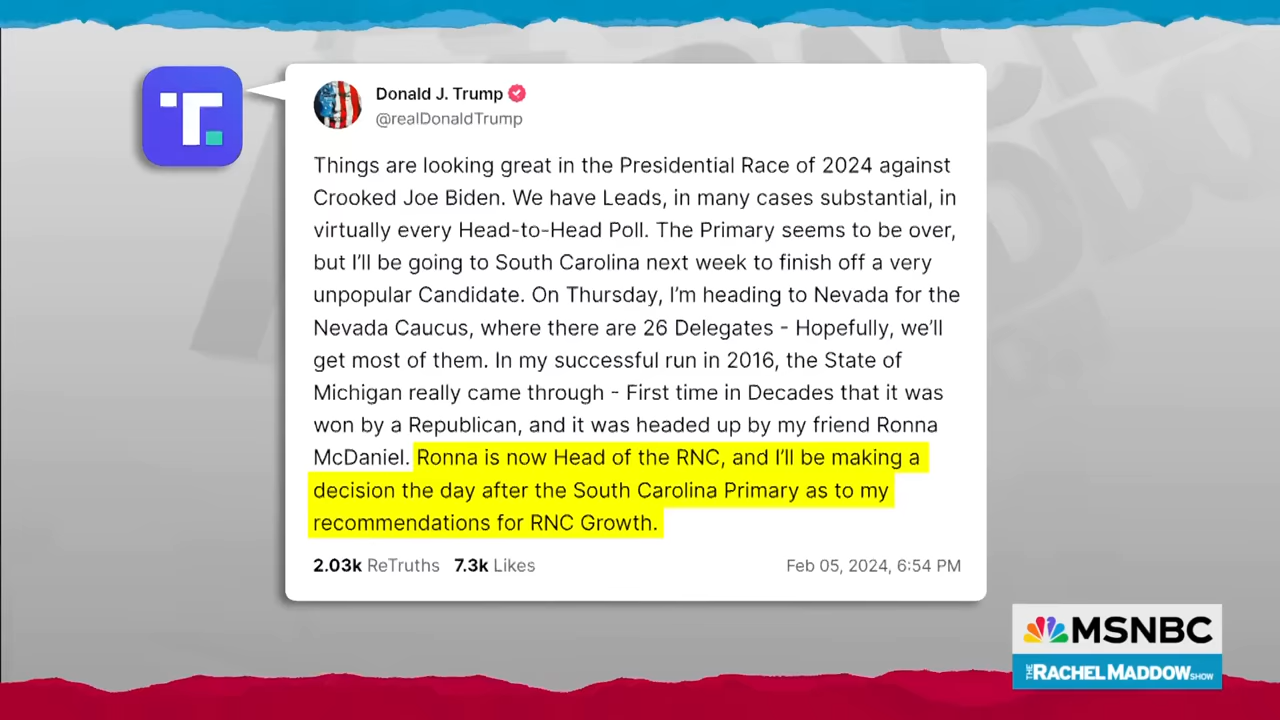 T.
Donald J. Trump
@realDonaldTrump
Things are looking great in the Presidential Race of 2024 against
Crooked Joe Biden. We have Leads, in many cases substantial, in
virtually every Head-to-Head Poll. The Primary seems to be over,
but I'll be going to South Carolina next week to finish off a very
unpopular Candidate. On Thursday, I'm heading to Nevada for the
Nevada Caucus, where there are 26 Delegates - Hopefully, we'll
get most of them. In my successful run in 2016, the State of
Michigan really came through - First time in Decades that it was
won by a Republican, and it was headed up by my friend Ronna
McDaniel. Ronna is now Head of the RNC, and I'll be making a
decision the day after the South Carolina Primary as to my
recommendations for RNC Growth.
2.03k ReTruths 7.3k Likes Feb 05, 2024, 6:54 PM
MSNBC
THE RACHEL MADDOW SHOW